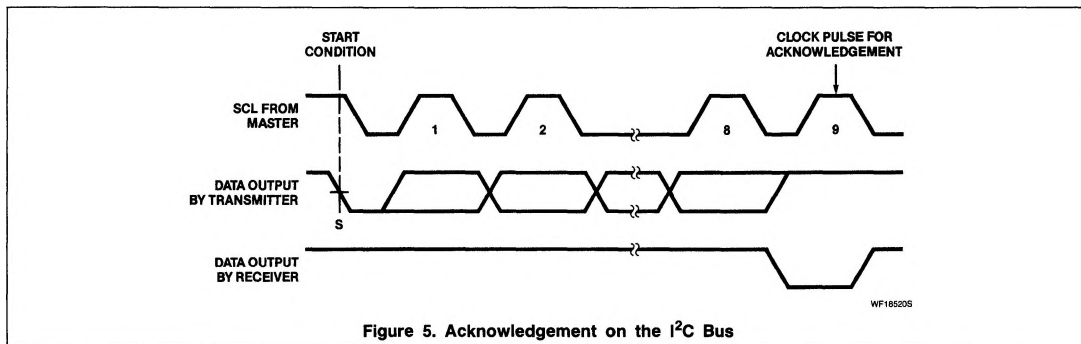 START
CONDITION
CLOCK PULSE FOR
ACKNOWLEDGEMENT
SCL FROM
MASTER
1
2
8
9
DATA OUTPUT
BY TRANSMITTER
S
DATA OUTPUT
BY RECEIVER
WF18520S
Figure 5. Acknowledgement on the I²C Bus